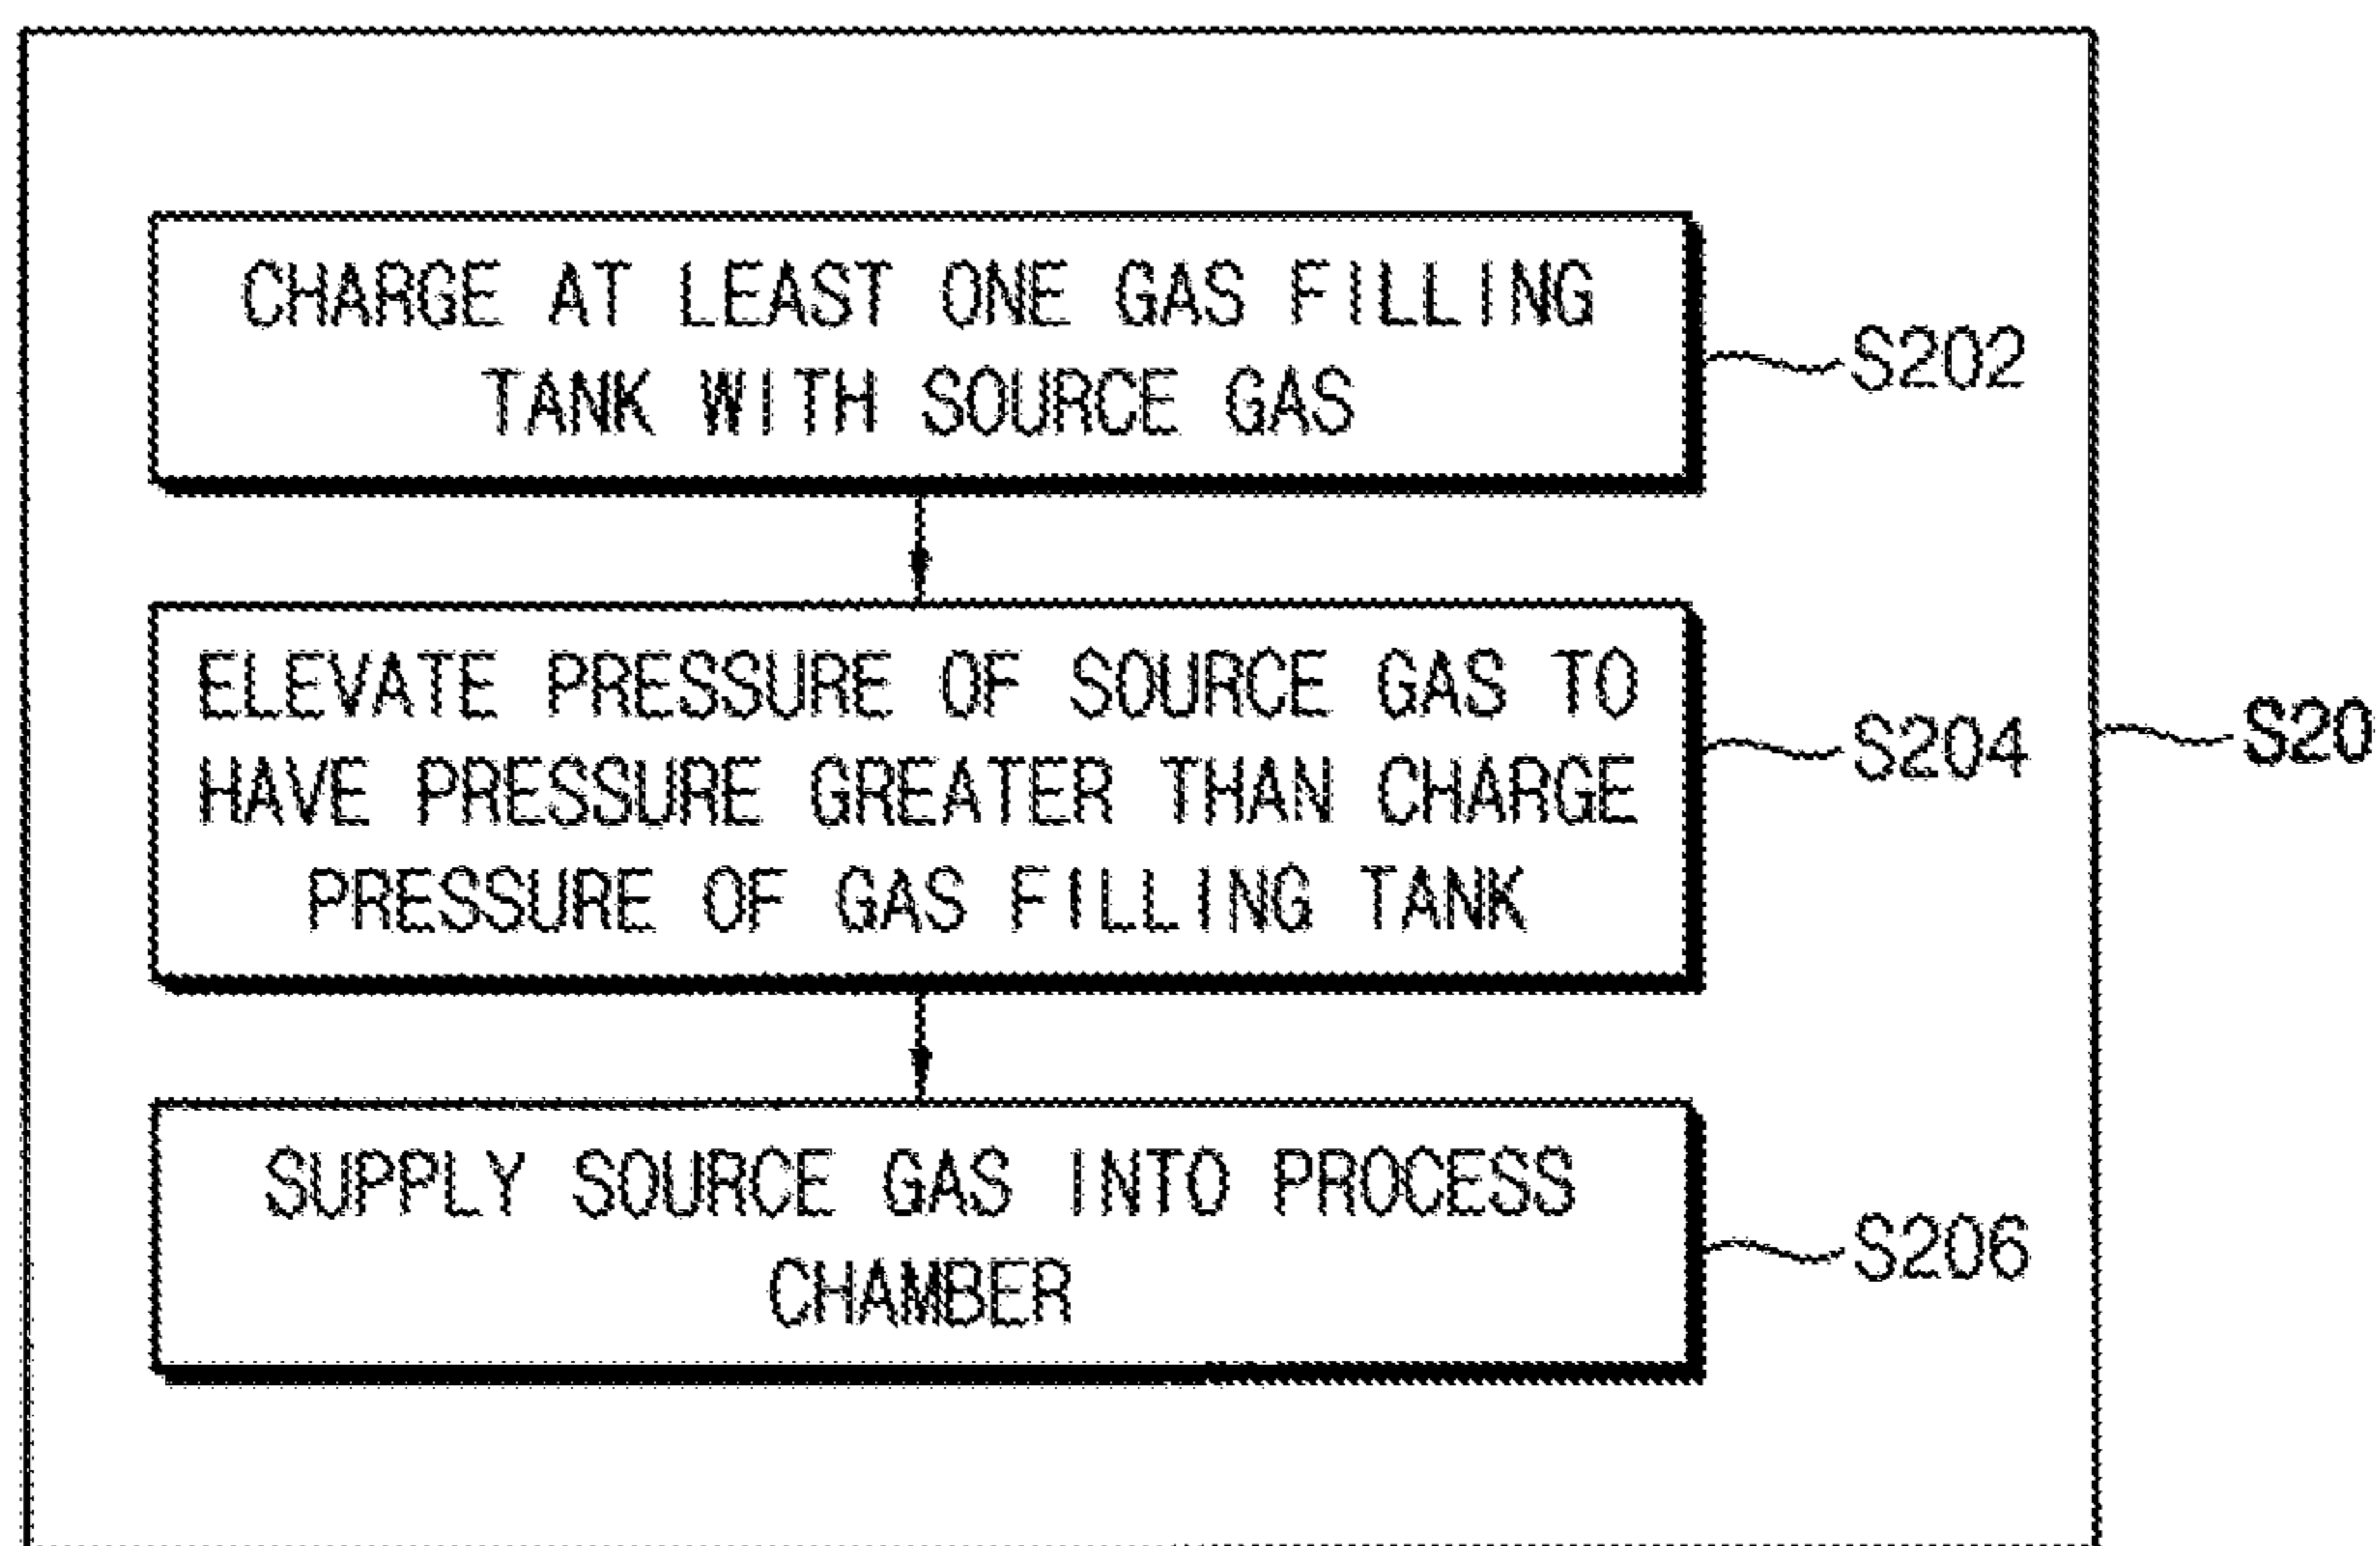 CHARGE AT LEAST ONE GAS FILLING
TANK WITH SOURCE GAS
S202
ELEVATE PRESSURE OF SOURCE GAS TO
HAVE PRESSURE GREATER THAN CHARGE
PRESSURE OF GAS FILLING TANK
S204
S20
SUPPLY SOURCE GAS INTO PROCESS
CHAMBER
S206